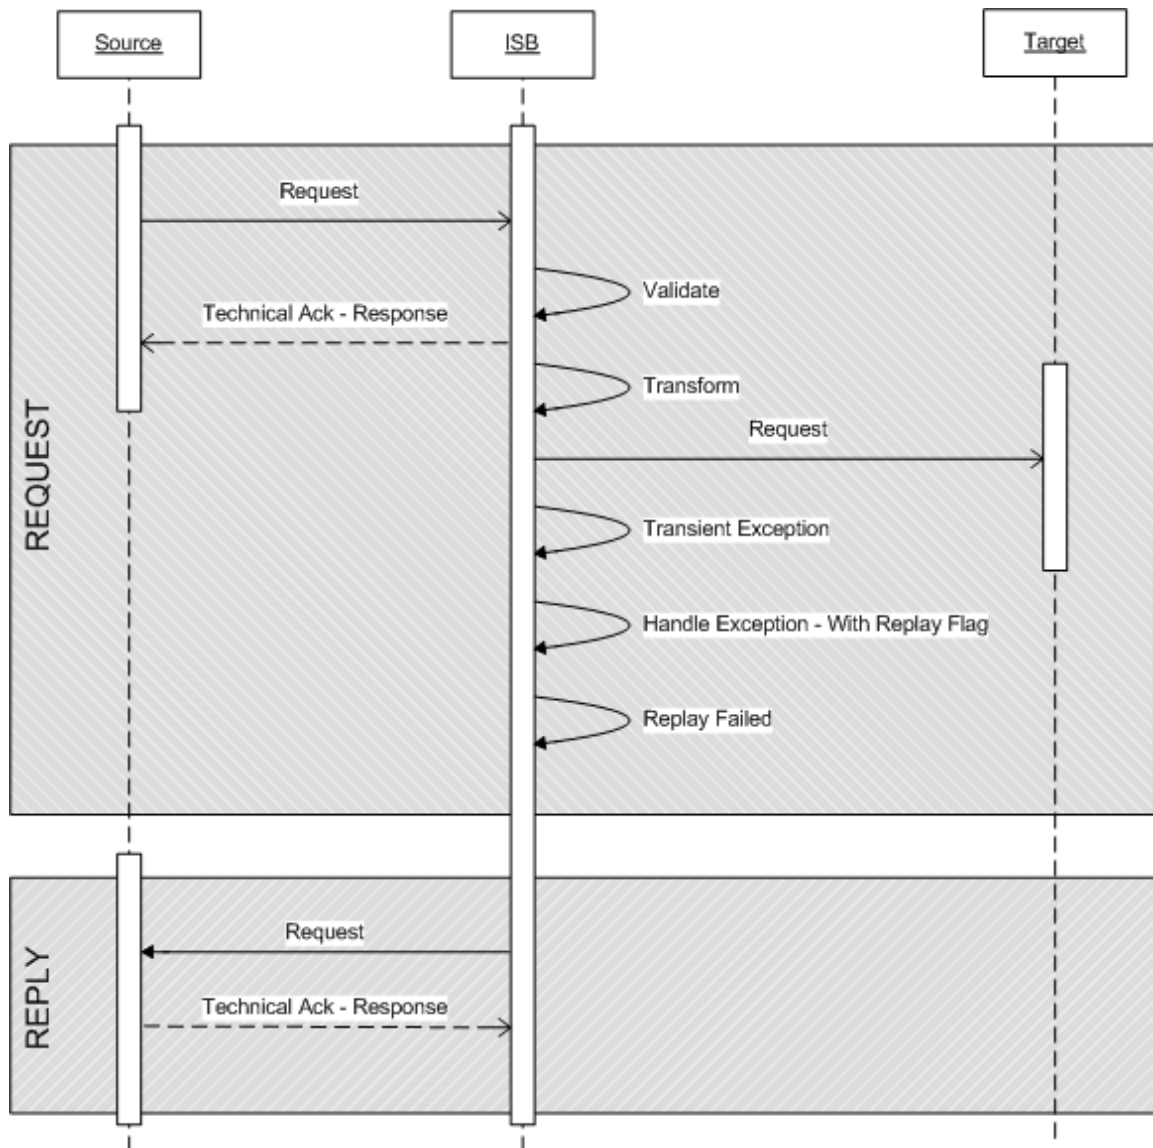 Source
ISB
Target
Request
Validate
Technical Ack - Response
Transform
Request
REQUEST
Transient Exception
Handle Exception - With Replay Flag
Replay Failed
Request
REPLY
Technical Ack - Response